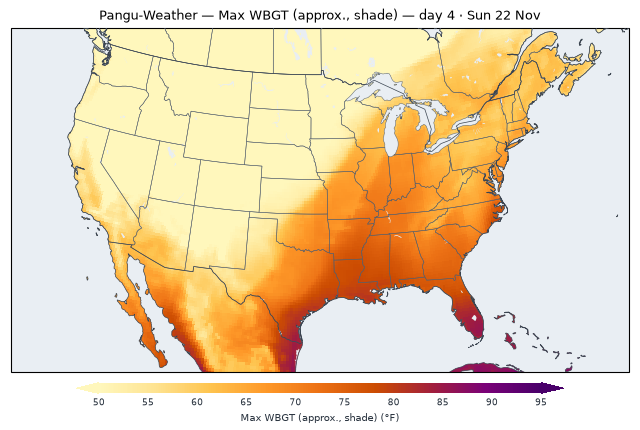 Pangu-Weather — Max WBGT (approx., shade) — day 4 · Sun 22 Nov
50 55 60 65 70 75 80 85 90 95
Max WBGT (approx., shade) (°F)